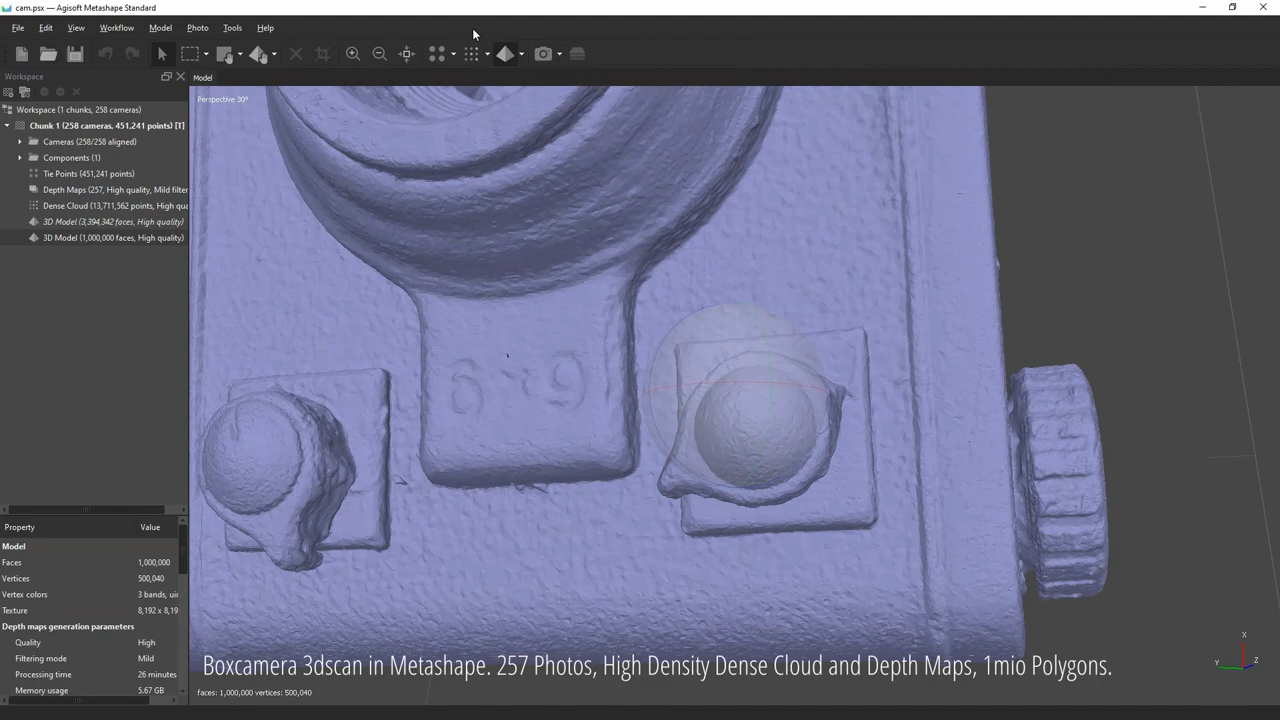 cam.psx — Agisoft Metashape Standard
File Edit View Workflow Model Photo Tools Help
Workspace
Model
Workspace (1 chunks, 258 cameras)
Chunk 1 (258 cameras, 451,241 points) [T]
Cameras (258/258 aligned)
Components (1)
Tie Points (451,241 points)
Depth Maps (257, High quality, Mild filter
Dense Cloud (13,711,562 points, High qua
3D Model (3,394,342 faces, High quality)
3D Model (1,000,000 faces, High quality)
Perspective 30°
6x9
Property Value
Model
Faces 1,000,000
Vertices 500,040
Vertex colors 3 bands, uin
Texture 8,192 x 8,19
Depth maps generation parameters
Quality High
Filtering mode Mild
Processing time 26 minutes
Memory usage 5.67 GB
Boxcamera 3dscan in Metashape. 257 Photos, High Density Dense Cloud and Depth Maps, 1mio Polygons.
faces: 1,000,000 vertices: 500,040
X
Y
Z